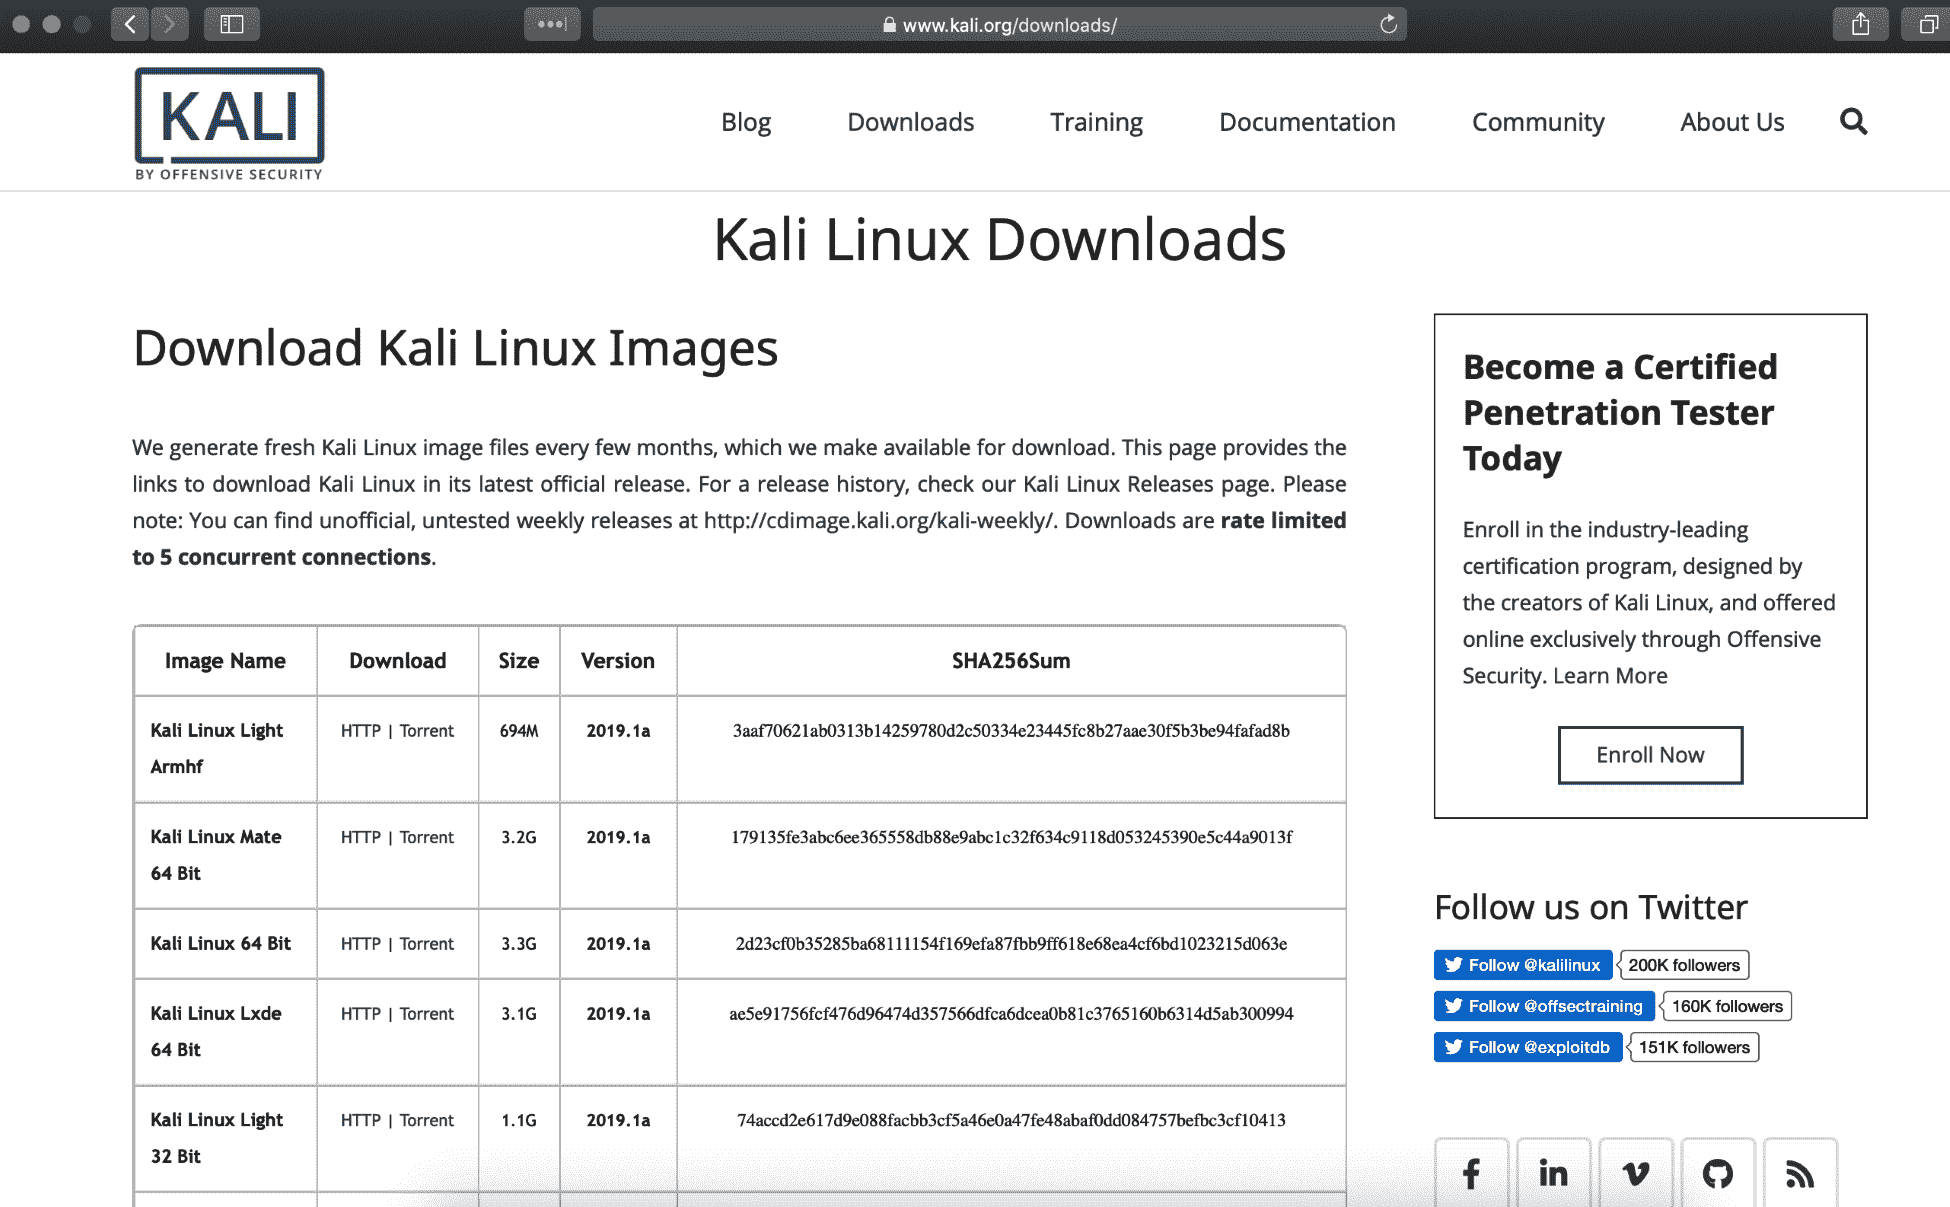 www.kali.org/downloads/
KALI
BY OFFENSIVE SECURITY
Blog Downloads Training Documentation Community About Us
Kali Linux Downloads
Download Kali Linux Images
We generate fresh Kali Linux image files every few months, which we make available for download. This page provides the
links to download Kali Linux in its latest official release. For a release history, check our Kali Linux Releases page. Please
note: You can find unofficial, untested weekly releases at http://cdimage.kali.org/kali-weekly/. Downloads are rate limited
to 5 concurrent connections.
Image Name Download Size Version SHA256Sum
Kali Linux Light HTTP | Torrent 694M 2019.1a 3aaf70621ab0313b14259780d2c50334e23445fc8b27aae30f5b3be94fafad8b
Armhf
Kali Linux Mate HTTP | Torrent 3.2G 2019.1a 179135fe3abc6ee365558db88e9abc1c32f634c9118d053245390e5c44a9013f
64 Bit
Kali Linux 64 Bit HTTP | Torrent 3.3G 2019.1a 2d23cf0b35285ba68111154f169efa87fbb9ff618e68ea4cf6bd1023215d063e
Kali Linux Lxde HTTP | Torrent 3.1G 2019.1a ae5e91756fcf476d96474d357566dfca6dcea0b81c3765160b6314d5ab300994
64 Bit
Kali Linux Light HTTP | Torrent 1.1G 2019.1a 74accd2e617d9e088facbb3cf5a46e0a47fe48abaf0dd084757befbc3cf10413
32 Bit
Become a Certified
Penetration Tester
Today
Enroll in the industry-leading
certification program, designed by
the creators of Kali Linux, and offered
online exclusively through Offensive
Security. Learn More
Enroll Now
Follow us on Twitter
Follow @kalilinux 200K followers
Follow @offsectraining 160K followers
Follow @exploitdb 151K followers